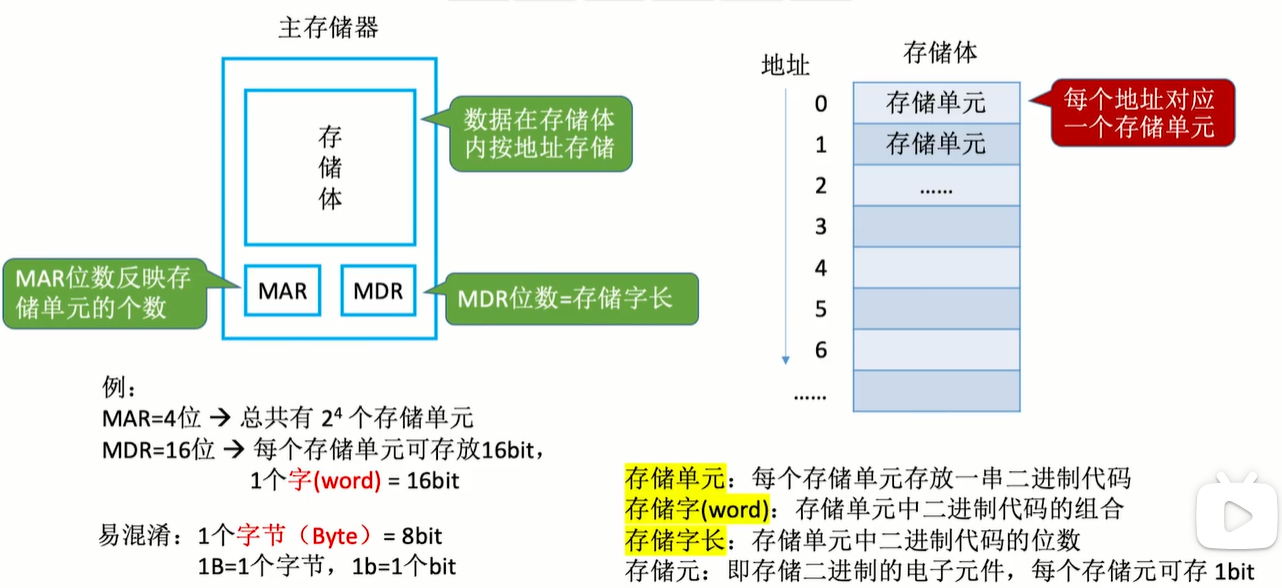 主存储器
存
储
体
数据在存储体
内按地址存储
MAR位数反映存
储单元的个数
MAR
MDR
MDR位数=存储字长
例：
MAR=4位 → 总共有 2⁴ 个存储单元
MDR=16位 → 每个存储单元可存放16bit，
1个字(word) = 16bit
易混淆：1个字节（Byte）= 8bit
1B=1个字节，1b=1个bit
地址
存储体
0
存储单元
1
存储单元
2
……
3
4
5
6
……
每个地址对应
一个存储单元
存储单元：每个存储单元存放一串二进制代码
存储字(word)：存储单元中二进制代码的组合
存储字长：存储单元中二进制代码的位数
存储元：即存储二进制的电子元件，每个存储元可存 1bit